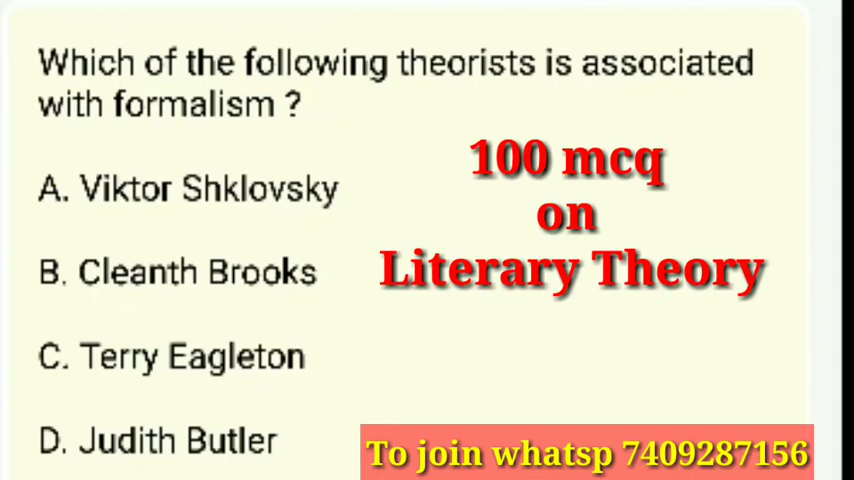 Which of the following theorists is associated
with formalism ?
A. Viktor Shklovsky
B. Cleanth Brooks
C. Terry Eagleton
D. Judith Butler
100 mcq
on
Literary Theory
To join whatsp 7409287156